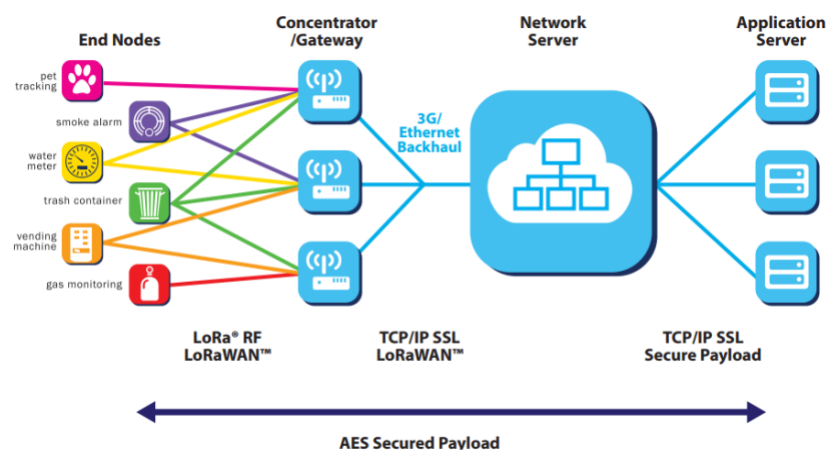 End Nodes
Concentrator
/Gateway
Network
Server
Application
Server
pet
tracking
smoke alarm
water
meter
trash container
vending
machine
gas monitoring
3G/
Ethernet
Backhaul
LoRa® RF
LoRaWAN™
TCP/IP SSL
LoRaWAN™
TCP/IP SSL
Secure Payload
AES Secured Payload